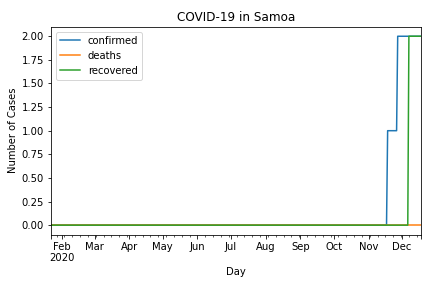 COVID-19 in Samoa
confirmed
deaths
recovered
2.00
1.75
1.50
1.25
1.00
0.75
0.50
0.25
0.00
Number of Cases
Feb Mar Apr May Jun Jul Aug Sep Oct Nov Dec
2020
Day